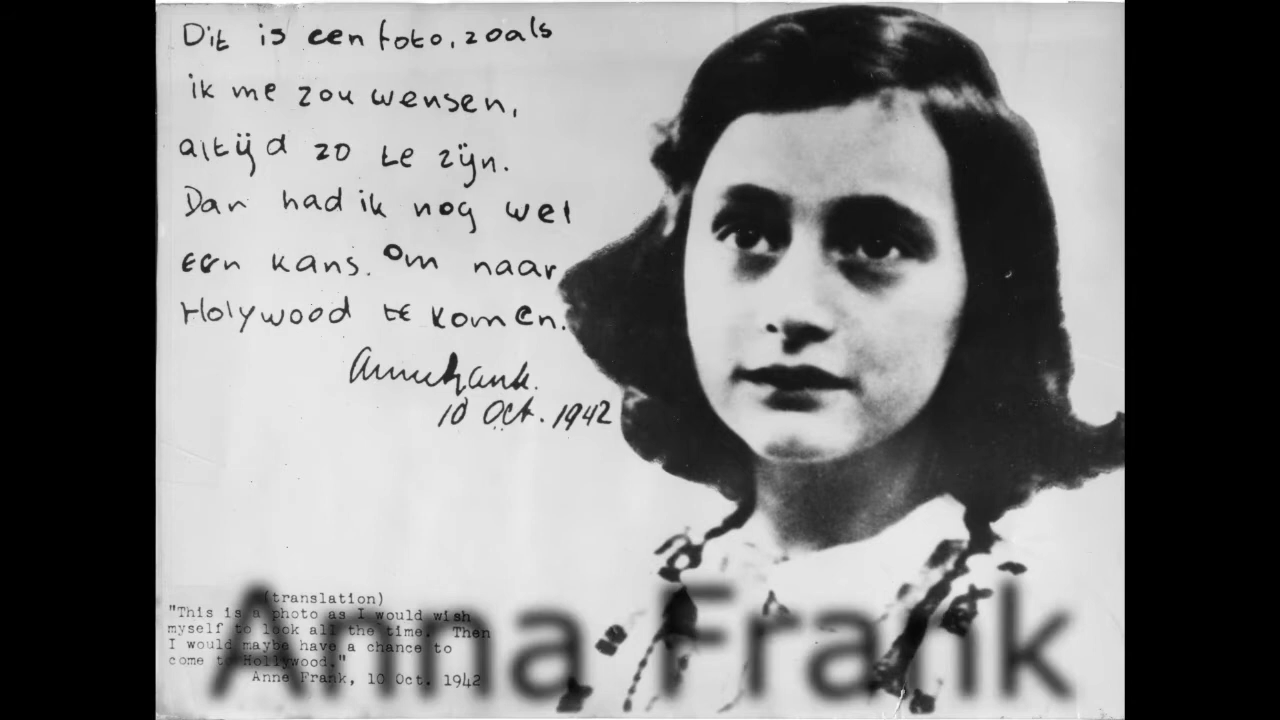 Dit is een foto, zoals
ik me zou wensen,
altijd zo te zijn.
Dan had ik nog wel
een kans. om naar
Holywood te komen.
Annefrank.
10 Oct. 1942
(translation)
"This is a photo as I would wish
myself to look all the time. Then
I would maybe have a chance to
come to Hollywood."
Anne Frank, 10 Oct. 1942
Anna Frank